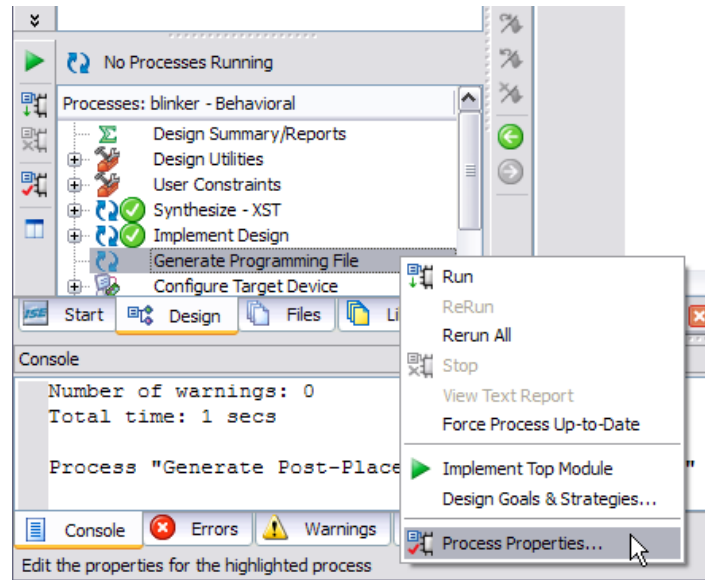 No Processes Running
Processes: blinker - Behavioral
Design Summary/Reports
Design Utilities
User Constraints
Synthesize - XST
Implement Design
Generate Programming File
Configure Target Device
ISE Start Design Files Li
Run
ReRun
Rerun All
Stop
View Text Report
Force Process Up-to-Date
Implement Top Module
Design Goals & Strategies...
Process Properties...
Console
Number of warnings: 0
Total time: 1 secs
Process "Generate Post-Place "
Console Errors Warnings
Edit the properties for the highlighted process